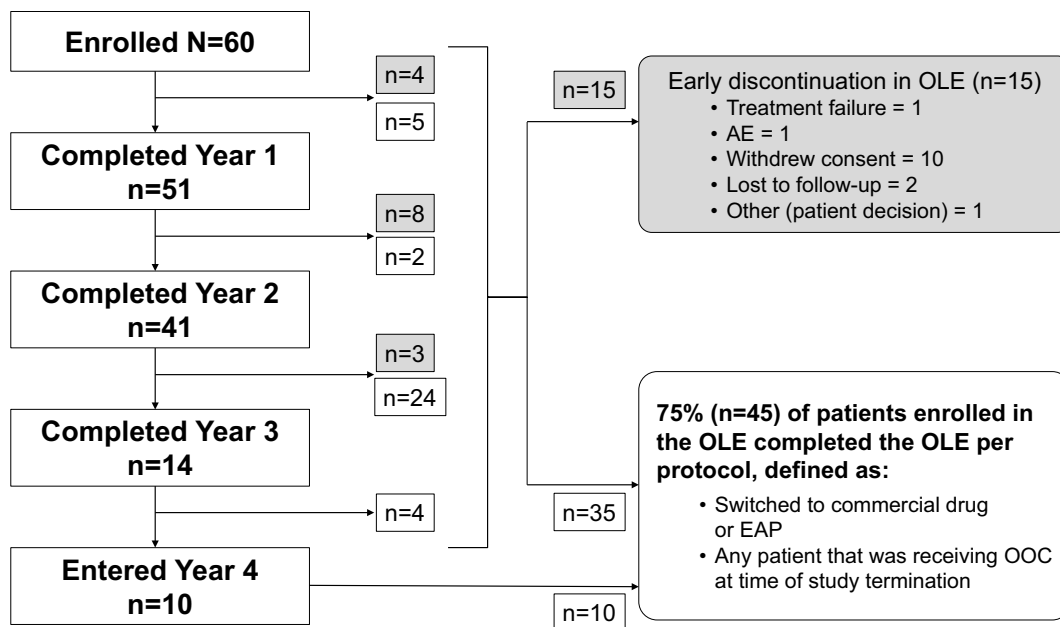 Enrolled N=60
n=4
n=5
Completed Year 1
n=51
n=8
n=2
Completed Year 2
n=41
n=3
n=24
Completed Year 3
n=14
n=4
Entered Year 4
n=10
n=15
Early discontinuation in OLE (n=15)
• Treatment failure = 1
• AE = 1
• Withdrew consent = 10
• Lost to follow-up = 2
• Other (patient decision) = 1
n=35
n=10
75% (n=45) of patients enrolled in
the OLE completed the OLE per
protocol, defined as:
• Switched to commercial drug
or EAP
• Any patient that was receiving OOC
at time of study termination